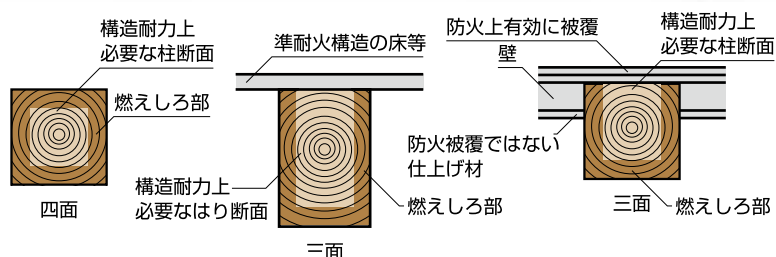 構造耐力上
必要な柱断面
燃えしろ部
四面
準耐火構造の床等
構造耐力上
必要なはり断面
燃えしろ部
三面
防火上有効に被覆
壁
構造耐力上
必要な柱断面
防火被覆ではない
仕上げ材
三面
燃えしろ部